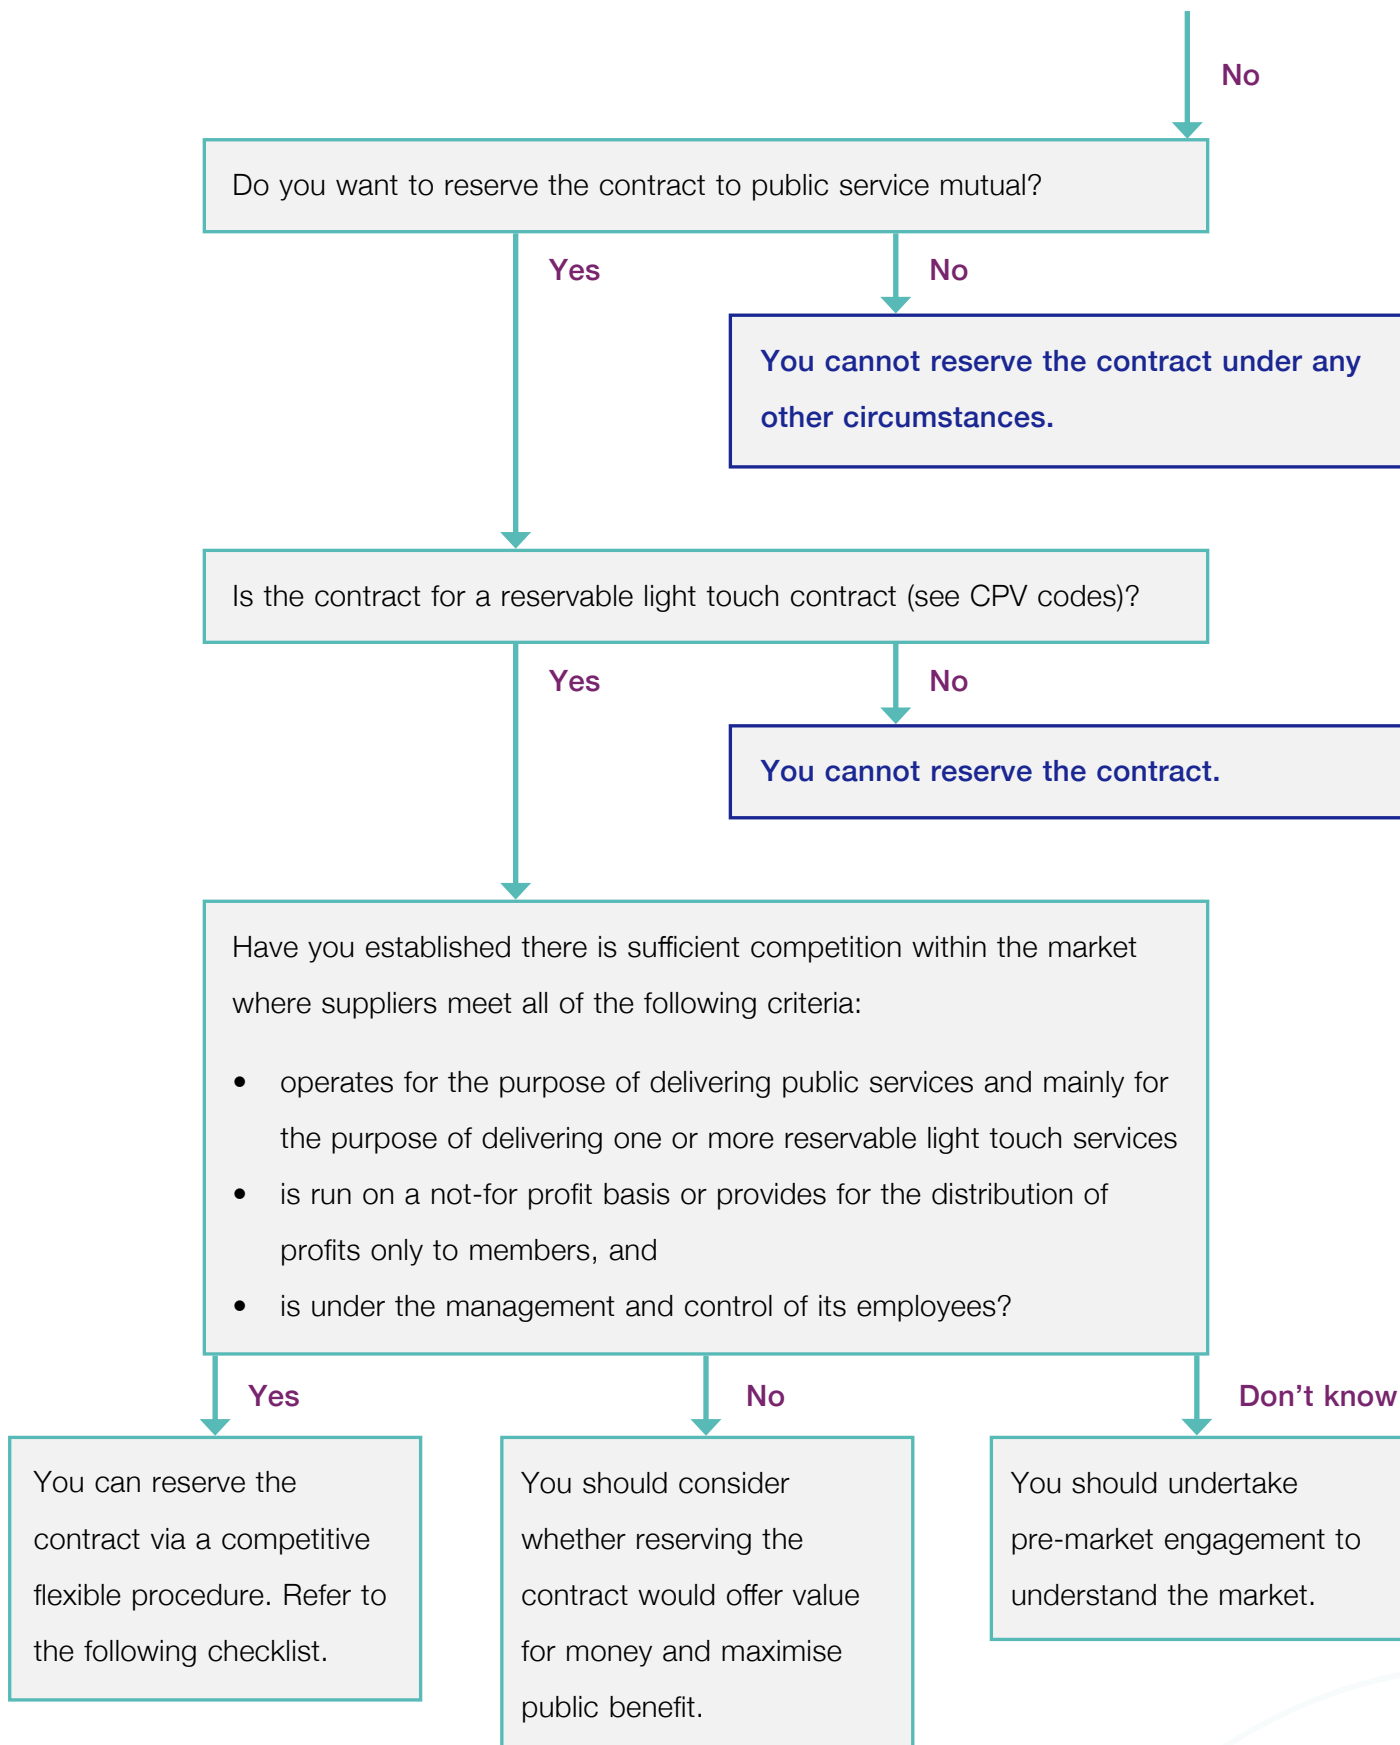 No
Do you want to reserve the contract to public service mutual?
Yes
No
You cannot reserve the contract under any
other circumstances.
Is the contract for a reservable light touch contract (see CPV codes)?
Yes
No
You cannot reserve the contract.
Have you established there is sufficient competition within the market
where suppliers meet all of the following criteria:
• operates for the purpose of delivering public services and mainly for
the purpose of delivering one or more reservable light touch services
• is run on a not-for profit basis or provides for the distribution of
profits only to members, and
• is under the management and control of its employees?
Yes
No
Don’t know
You can reserve the
contract via a competitive
flexible procedure. Refer to
the following checklist.
You should consider
whether reserving the
contract would offer value
for money and maximise
public benefit.
You should undertake
pre-market engagement to
understand the market.